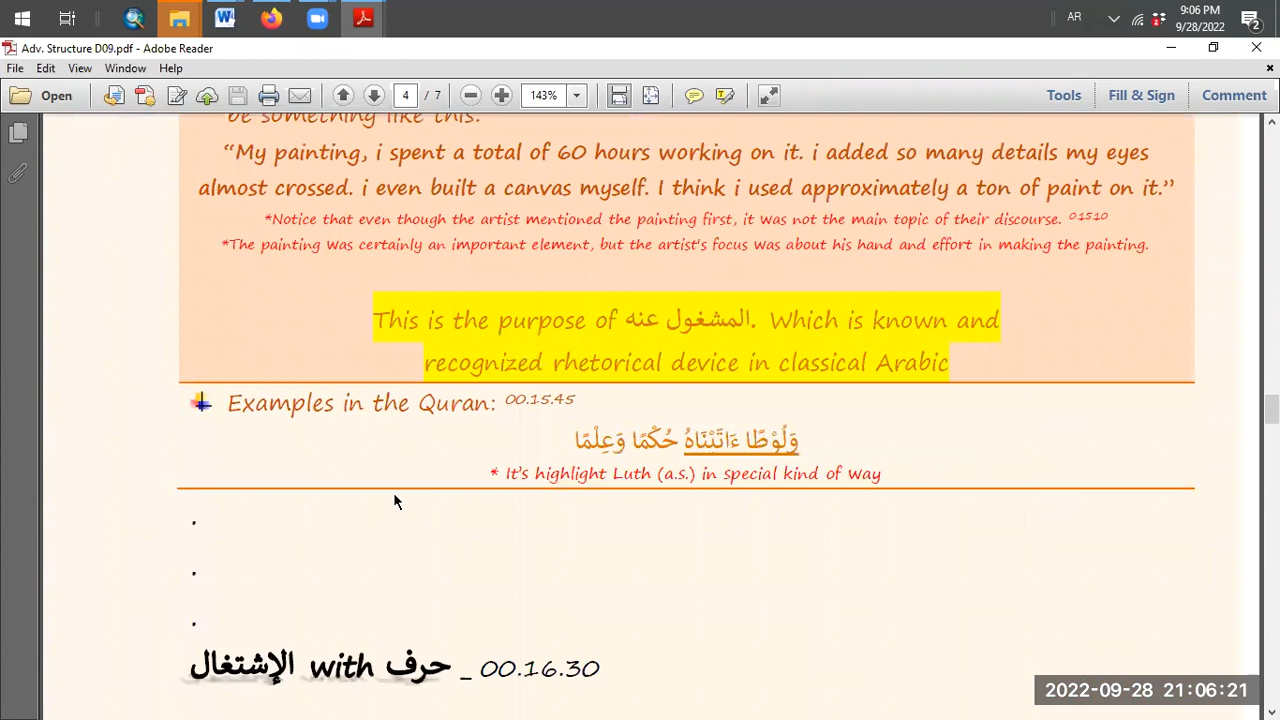 AR
9:06 PM
9/28/2022
2
Adv. Structure D09.pdf - Adobe Reader
File Edit View Window Help
Open 4 / 7 143% Tools Fill & Sign Comment
be something like this.
“My painting, i spent a total of 60 hours working on it. i added so many details my eyes
almost crossed. i even built a canvas myself. I think i used approximately a ton of paint on it.”
*Notice that even though the artist mentioned the painting first, it was not the main topic of their discourse. 01510
*The painting was certainly an important element, but the artist's focus was about his hand and effort in making the painting.
This is the purpose of المشغول عنه. Which is known and
recognized rhetorical device in classical Arabic
Examples in the Quran: 00.15.45
وَلُوْطًا ءَاتَيْنَاهُ حُكْمًا وَعِلْمًا
* It’s highlight Luth (a.s.) in special kind of way
.
.
.
الإشتغال with حرف _ 00.16.30
2022-09-28 21:06:21